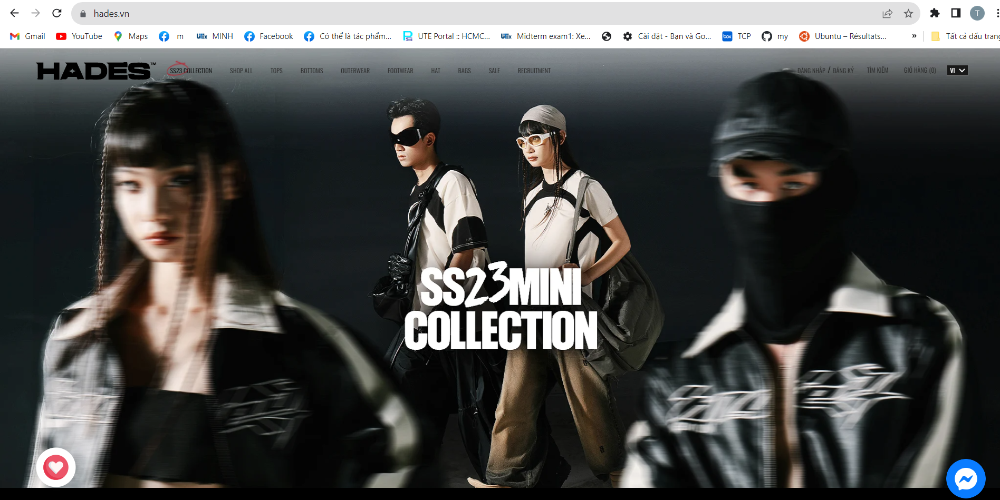 hades.vn
T
Gmail YouTube Maps m MINH Facebook Có thể là tác phẩm... UTE Portal :: HCMC... UTEx Midterm exam1: Xe... Cài đặt - Bạn và Go... box TCP my Ubuntu – Résultats... » Tất cả dấu trang
HADES™ SS23 COLLECTION SHOP ALL TOPS BOTTOMS OUTERWEAR FOOTWEAR HAT BAGS SALE RECRUITMENT ĐĂNG NHẬP / ĐĂNG KÝ TÌM KIẾM GIỎ HÀNG (0) VI
SS23MINI
COLLECTION